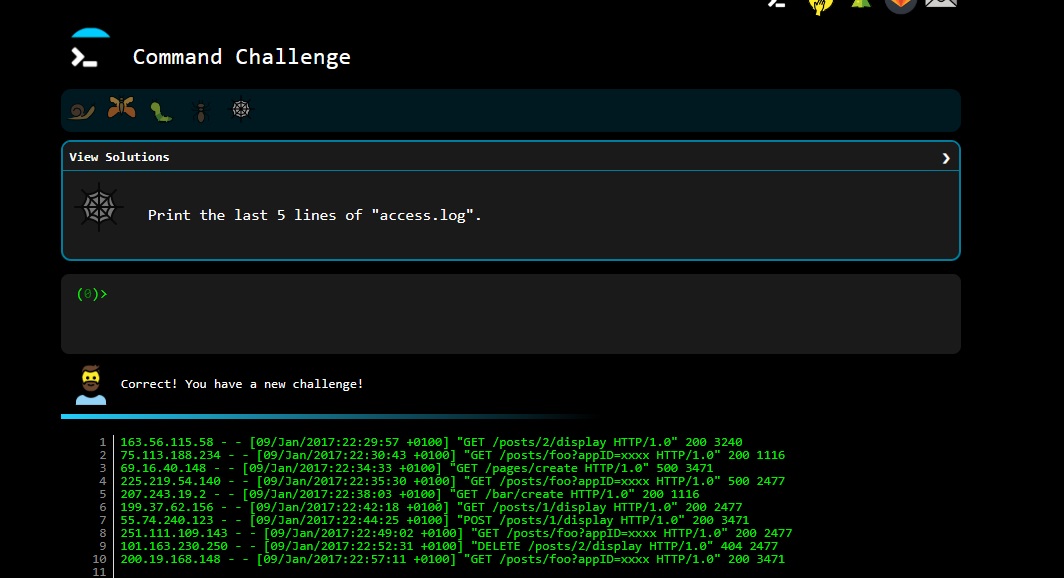 Command Challenge
View Solutions
Print the last 5 lines of "access.log".
(0)>
Correct! You have a new challenge!
1 163.56.115.58 - - [09/Jan/2017:22:29:57 +0100] "GET /posts/2/display HTTP/1.0" 200 3240
2 75.113.188.234 - - [09/Jan/2017:22:30:43 +0100] "GET /posts/foo?appID=xxxx HTTP/1.0" 200 1116
3 69.16.40.148 - - [09/Jan/2017:22:34:33 +0100] "GET /pages/create HTTP/1.0" 500 3471
4 225.219.54.140 - - [09/Jan/2017:22:35:30 +0100] "GET /posts/foo?appID=xxxx HTTP/1.0" 500 2477
5 207.243.19.2 - - [09/Jan/2017:22:38:03 +0100] "GET /bar/create HTTP/1.0" 200 1116
6 199.37.62.156 - - [09/Jan/2017:22:42:18 +0100] "GET /posts/1/display HTTP/1.0" 200 2477
7 55.74.240.123 - - [09/Jan/2017:22:44:25 +0100] "POST /posts/1/display HTTP/1.0" 200 3471
8 251.111.109.143 - - [09/Jan/2017:22:49:02 +0100] "GET /posts/foo?appID=xxxx HTTP/1.0" 200 2477
9 101.163.230.250 - - [09/Jan/2017:22:52:31 +0100] "DELETE /posts/2/display HTTP/1.0" 404 2477
10 200.19.168.148 - - [09/Jan/2017:22:57:11 +0100] "GET /posts/foo?appID=xxxx HTTP/1.0" 200 3471
11